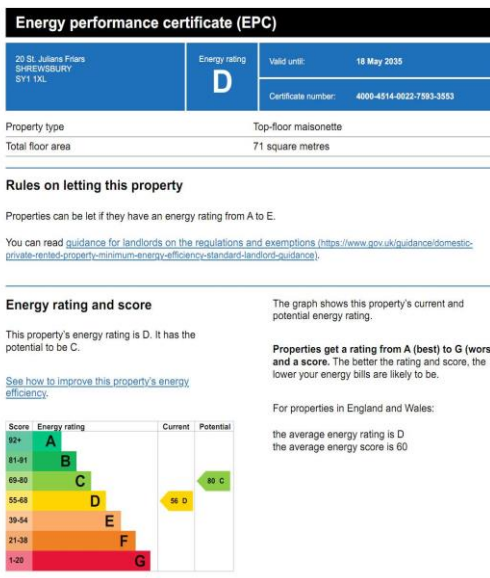 Energy performance certificate (EPC)
20 St. Julians Friars
SHREWSBURY
SY1 1XL
Energy rating
D
Valid until:
18 May 2035
Certificate number:
4000-4514-0022-7593-3553
Property type
Top-floor maisonette
Total floor area
71 square metres
Rules on letting this property
Properties can be let if they have an energy rating from A to E.
You can read guidance for landlords on the regulations and exemptions (https://www.gov.uk/guidance/domestic-
private-rented-property-minimum-energy-efficiency-standard-landlord-guidance).
Energy rating and score
This property's energy rating is D. It has the
potential to be C.
See how to improve this property's energy
efficiency.
Score Energy rating Current Potential
92+ A
81-91 B
69-80 C 80 C
55-68 D 56 D
39-54 E
21-38 F
1-20 G
The graph shows this property's current and
potential energy rating.
Properties get a rating from A (best) to G (wors
and a score. The better the rating and score, the
lower your energy bills are likely to be.
For properties in England and Wales:
the average energy rating is D
the average energy score is 60